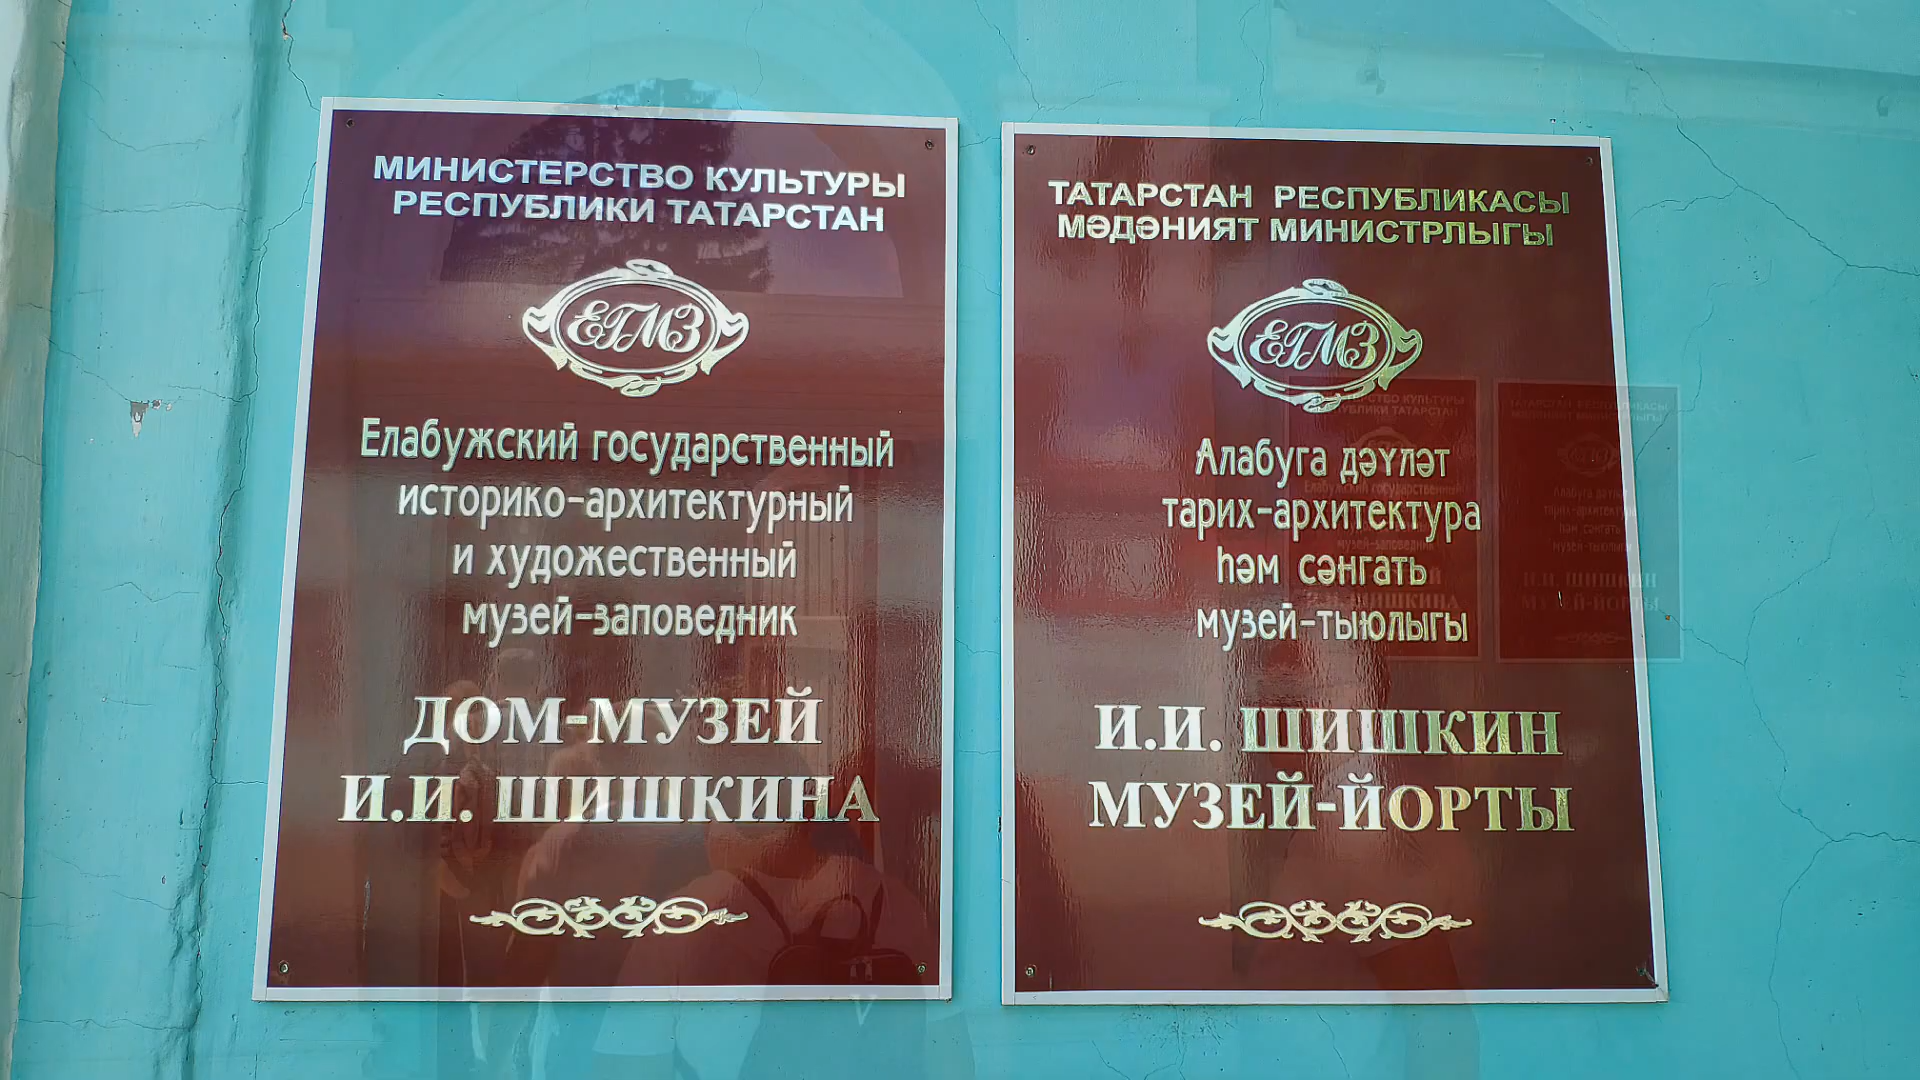 МИНИСТЕРСТВО КУЛЬТУРЫ
РЕСПУБЛИКИ ТАТАРСТАН
ЕГМЗ
Елабужский государственный
историко-архитектурный
и художественный
музей-заповедник
ДОМ-МУЗЕЙ
И.И. ШИШКИНА
ТАТАРСТАН РЕСПУБЛИКАСЫ
МӘДӘНИЯТ МИНИСТРЛЫГЫ
ЕГМЗ
Алабуга дәүләт
тарих-архитектура
һәм сәнгать
музей-тыюлыгы
И.И. ШИШКИН
МУЗЕЙ-ЙОРТЫ